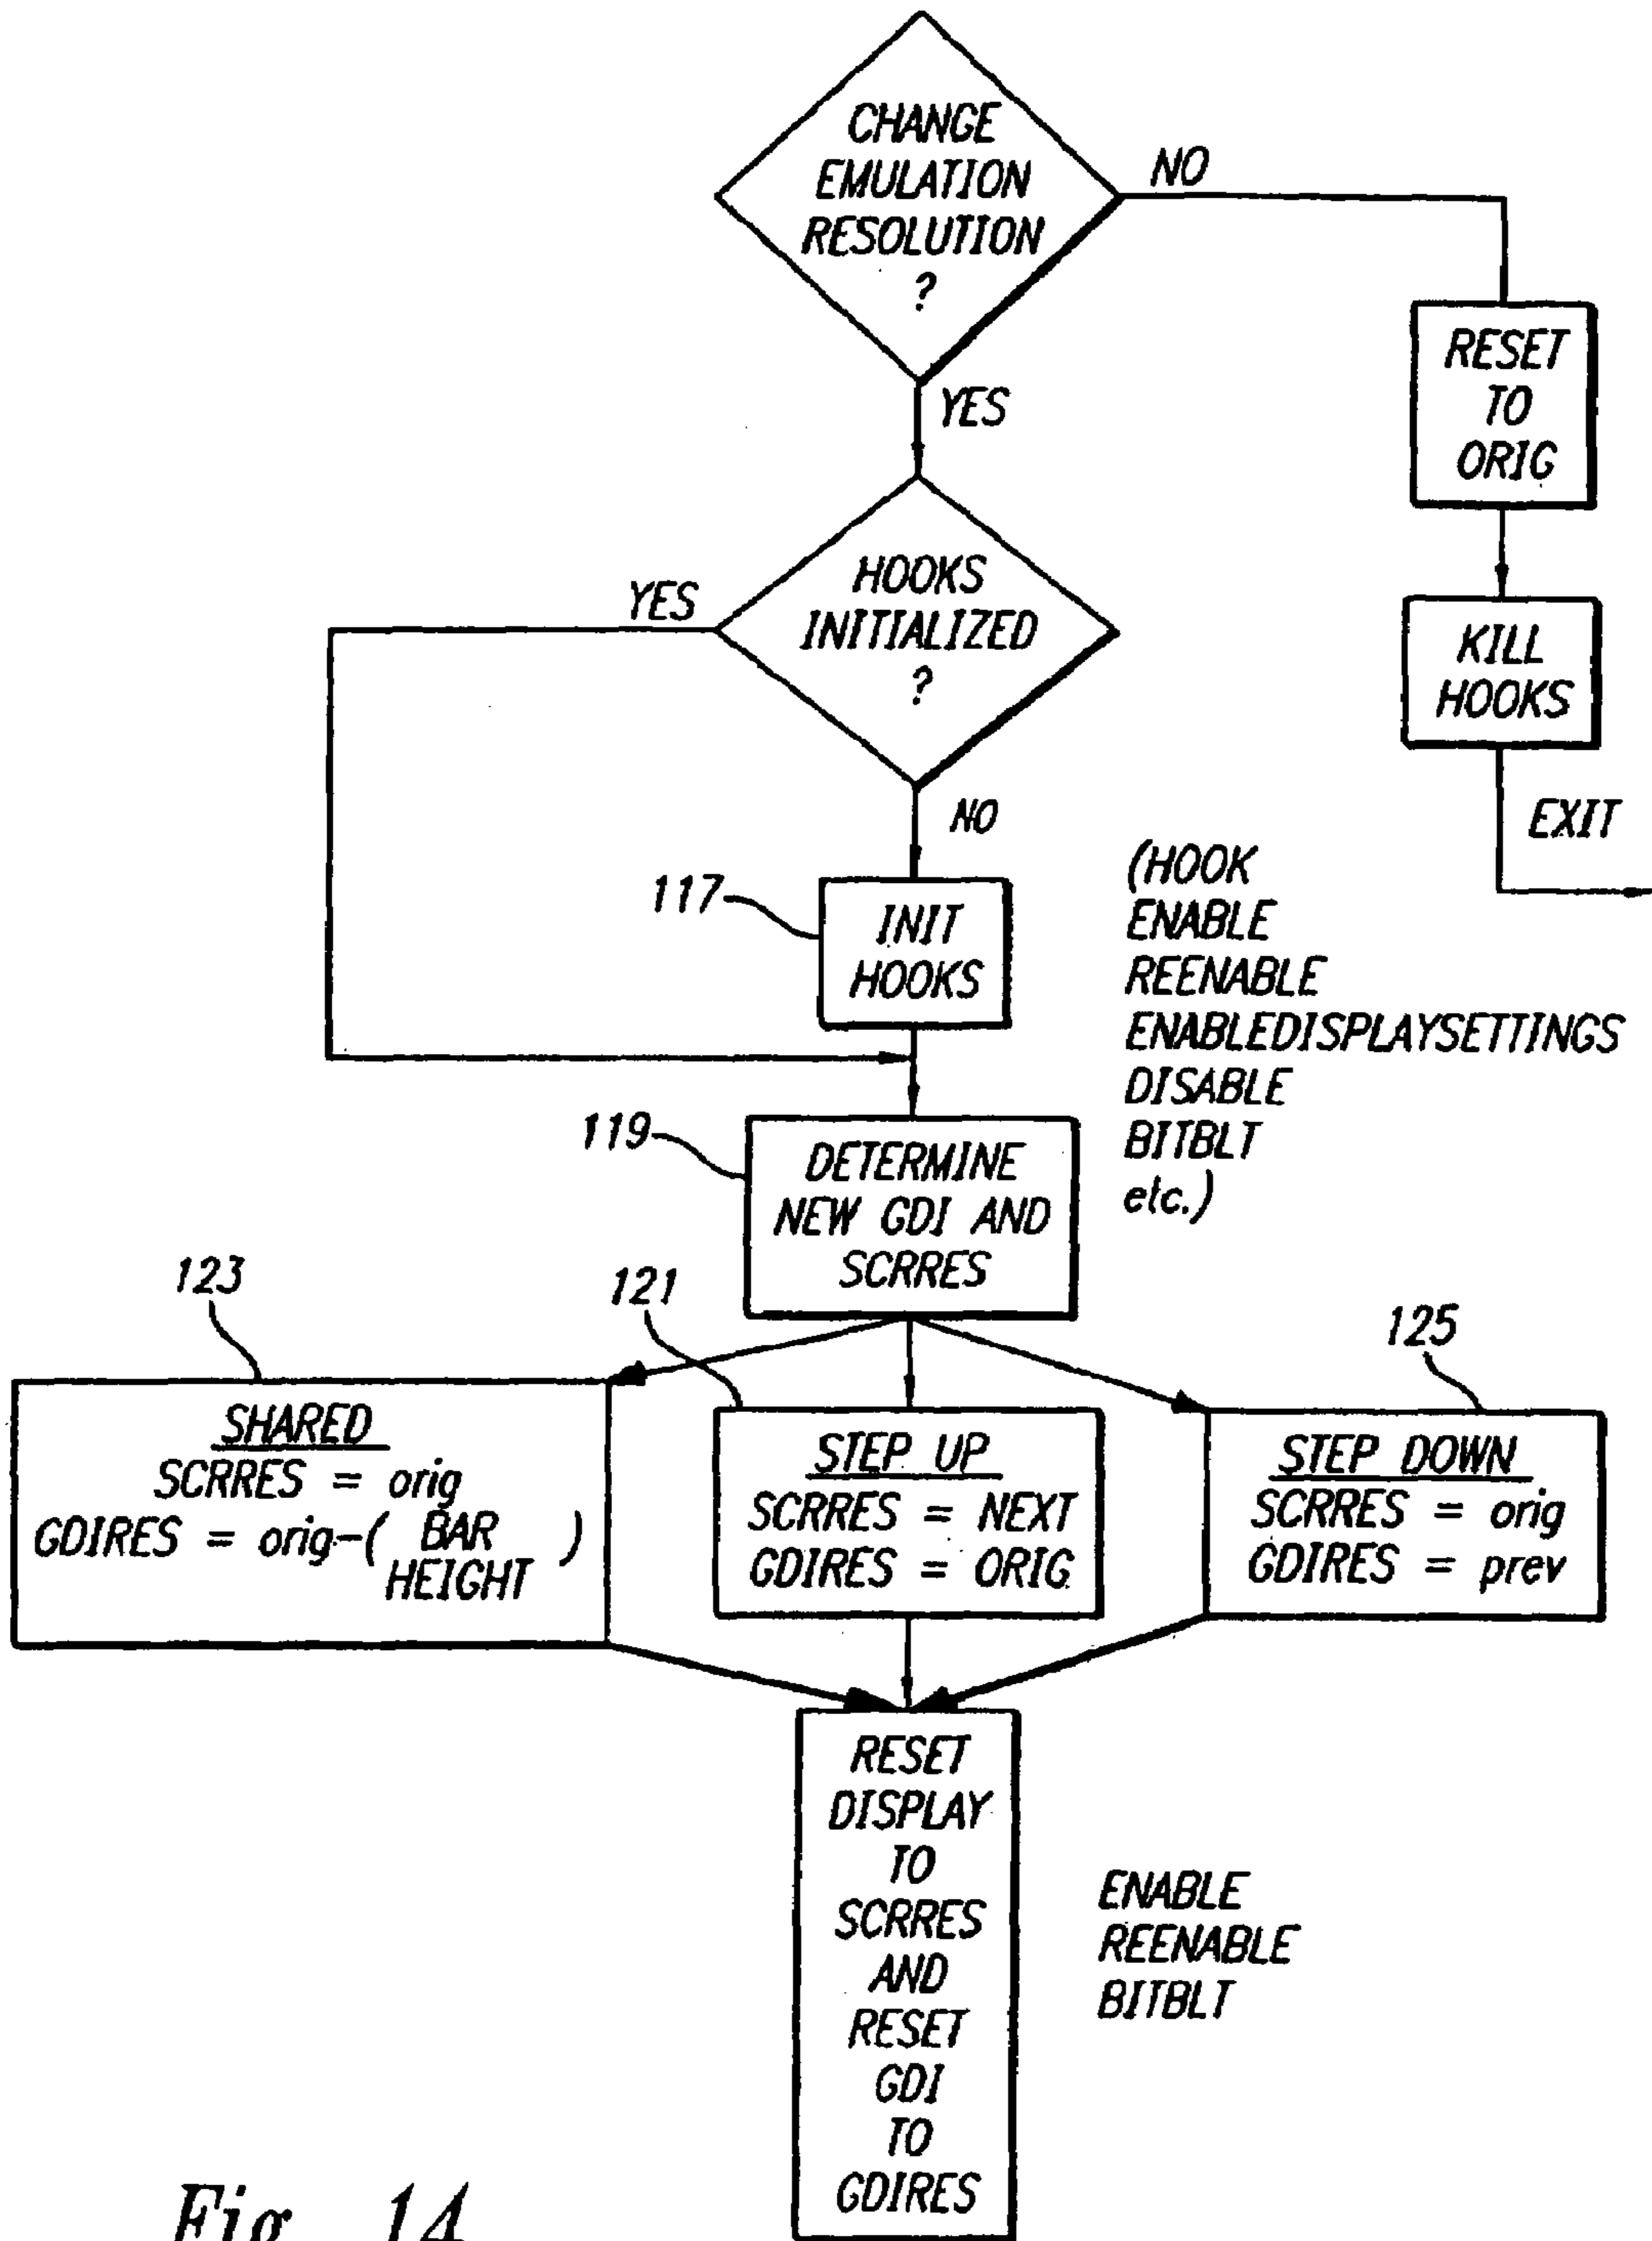 CHANGE
EMULATION
RESOLUTION
?
NO
YES
RESET
TO
ORIG
HOOKS
INITIALIZED
?
YES
NO
KILL
HOOKS
EXIT
117
INIT
HOOKS
(HOOK
ENABLE
REENABLE
ENABLEDISPLAYSETTINGS
DISABLE
BITBLT
etc.)
119
DETERMINE
NEW GDI AND
SCRRES
123
SHARED
SCRRES = orig
GDIRES = orig-( BAR
HEIGHT )
121
STEP UP
SCRRES = NEXT
GDIRES = ORIG
125
STEP DOWN
SCRRES = orig
GDIRES = prev
RESET
DISPLAY
TO
SCRRES
AND
RESET
GDI
TO
GDIRES
ENABLE
REENABLE
BITBLT
Fig. 14